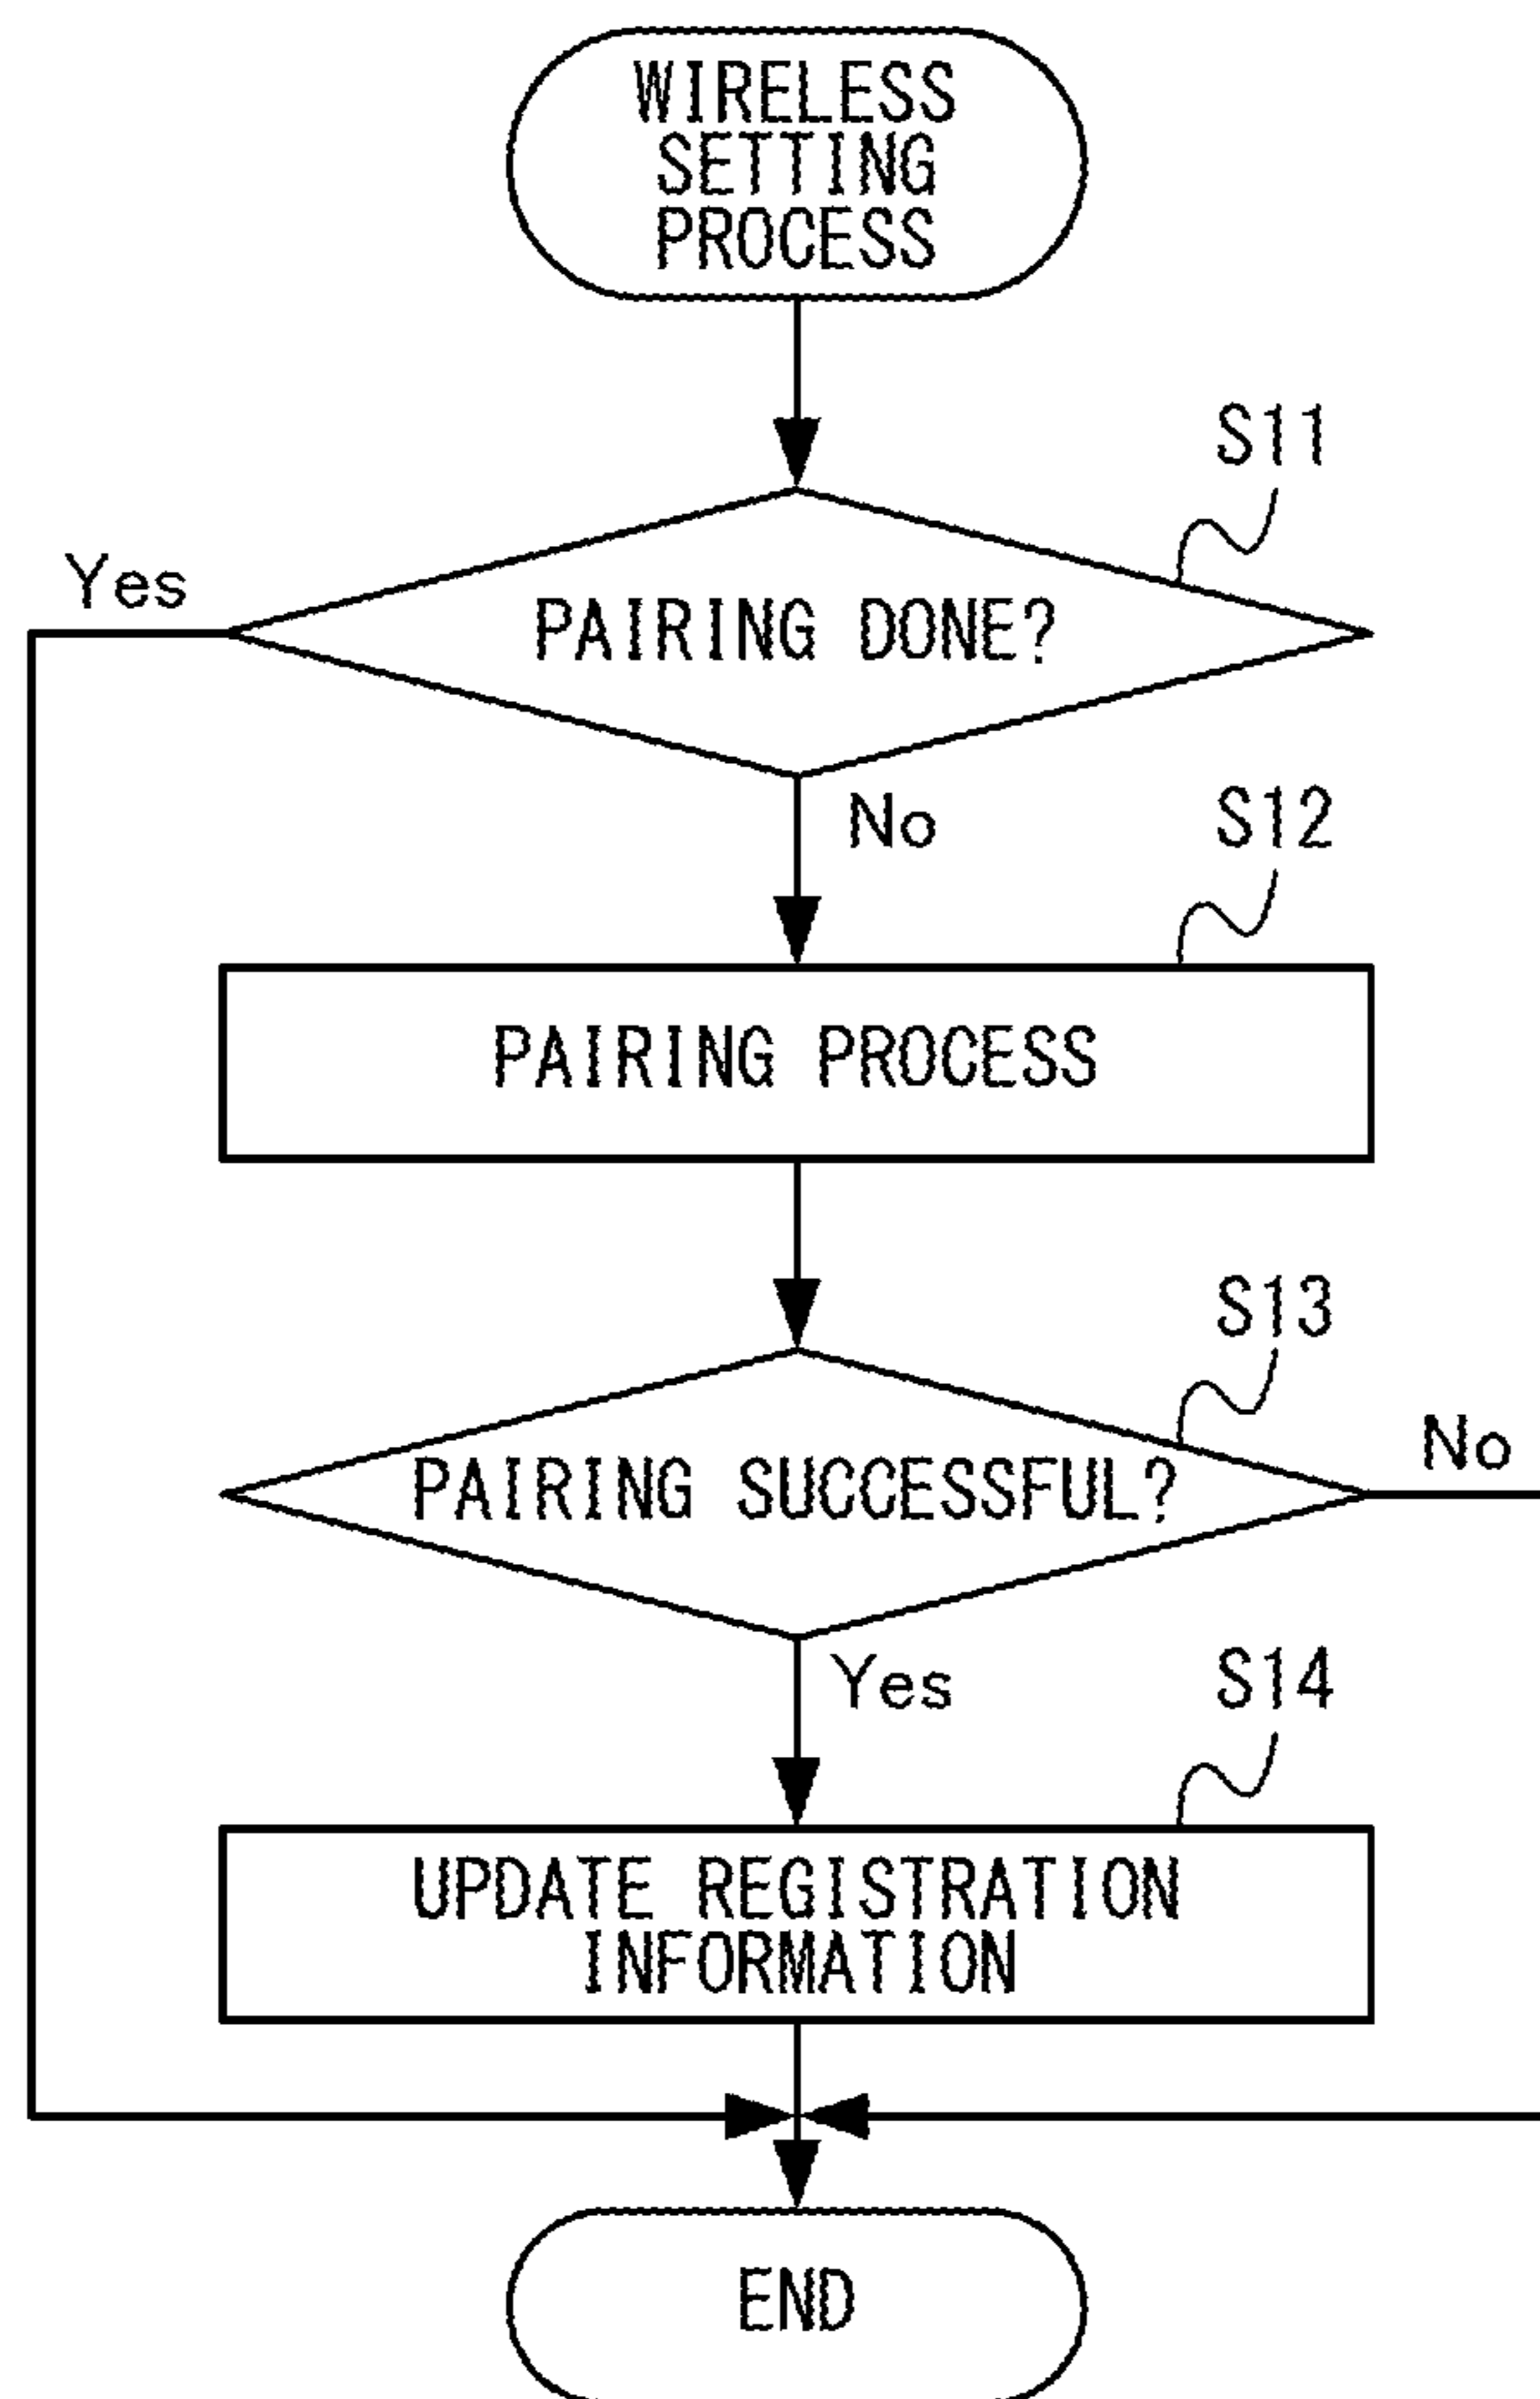 WIRELESS
SETTING
PROCESS
S11
Yes
PAIRING DONE?
No
S12
PAIRING PROCESS
S13
No
PAIRING SUCCESSFUL?
Yes
S14
UPDATE REGISTRATION
INFORMATION
END